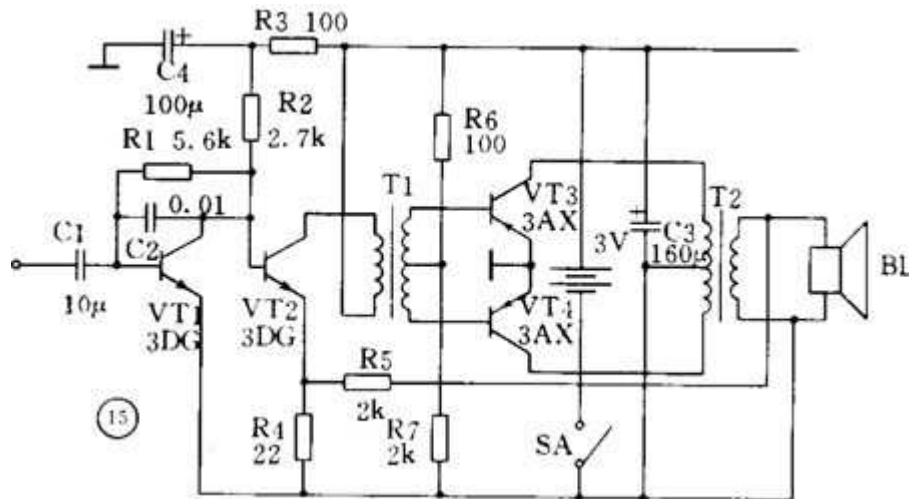 R3 100
+
C4
100μ
R2
2.7k
R1 5.6k
R6
100
T1
VT3
3AX
T2
+
C1
0.01
C2
3V
C3
160μ
BL
10μ
VT1
3DG
VT2
3DG
VT4
3AX
R5
2k
15
R4
22
R7
2k
SA